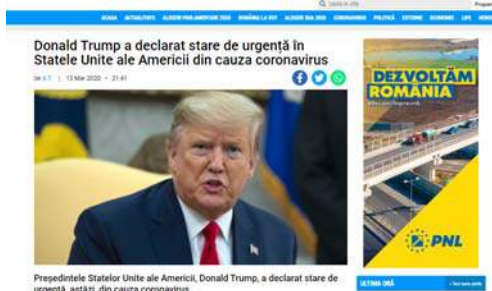 ACASA ACTUALITATE ALEGERI PARLAMENTARE 2020 ROMÂNIA LA VOT ALEGERI SUA 2020 CORONAVIRUS POLITICĂ EXTERNE ECONOMIC LIFE
Donald Trump a declarat stare de urgență în
Statele Unite ale Americii din cauza coronavirus
13 Mar 2020 • 21:41
DEZVOLTĂM
ROMÂNIA
PNL
Președintele Statelor Unite ale Americii, Donald Trump, a declarat stare de
urgență, astăzi, din cauza coronavirus
ULTIMA ORĂ